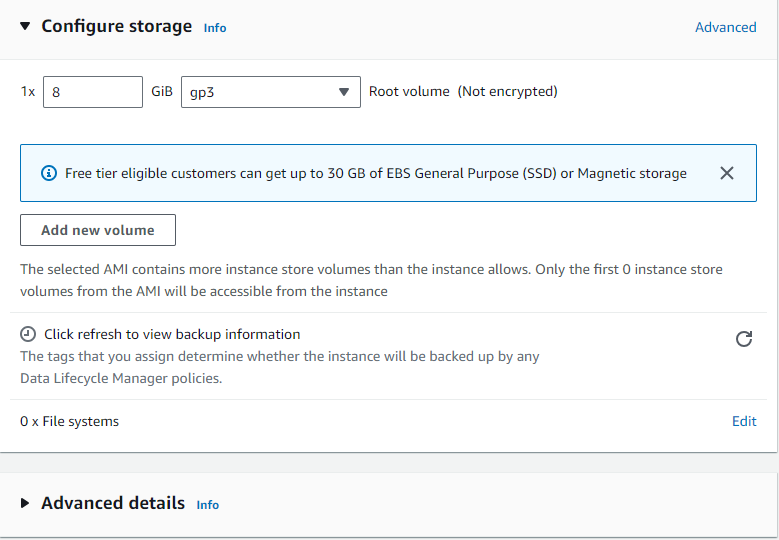 Configure storage Info Advanced
1x 8 GiB gp3 Root volume (Not encrypted)
Free tier eligible customers can get up to 30 GB of EBS General Purpose (SSD) or Magnetic storage
Add new volume
The selected AMI contains more instance store volumes than the instance allows. Only the first 0 instance store
volumes from the AMI will be accessible from the instance
Click refresh to view backup information
The tags that you assign determine whether the instance will be backed up by any
Data Lifecycle Manager policies.
0 x File systems Edit
Advanced details Info